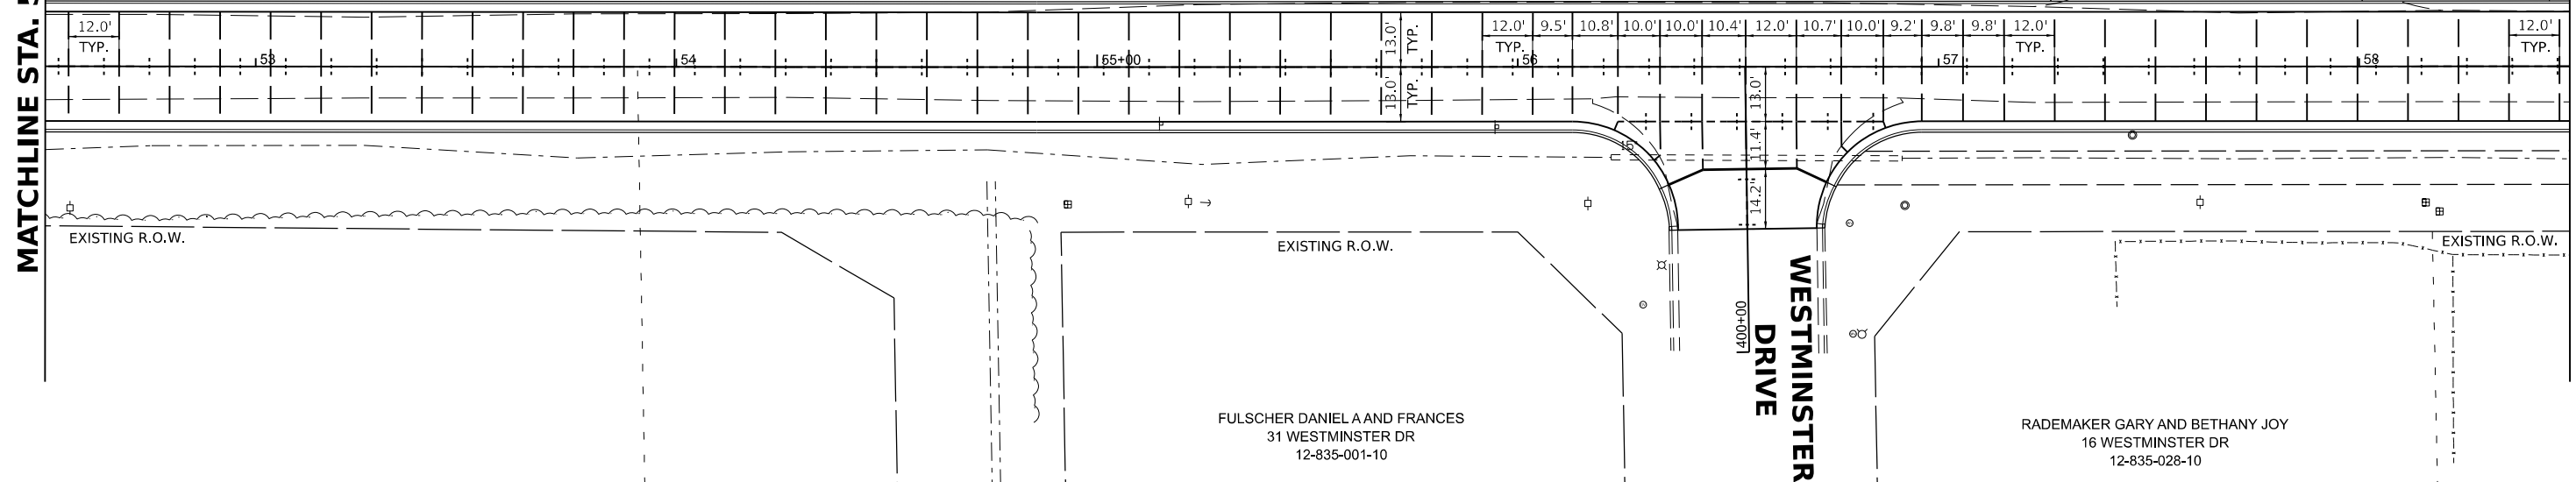 MATCHLINE STA. 5
12.0'
TYP.
53
54
55+00
13.0'
TYP.
13.0'
TYP.
12.0' 9.5' 10.8' 10.0' 10.0' 10.4' 12.0' 10.7' 10.0' 9.2' 9.8' 9.8' 12.0'
TYP.
TYP.
56
57
12.0'
TYP.
58
13.0'
11.4'
14.2'
15'
EXISTING R.O.W.
EXISTING R.O.W.
EXISTING R.O.W.
400+00
WESTMINSTER
DRIVE
FULSCHER DANIEL A AND FRANCES
31 WESTMINSTER DR
12-835-001-10
RADEMAKER GARY AND BETHANY JOY
16 WESTMINSTER DR
12-835-028-10